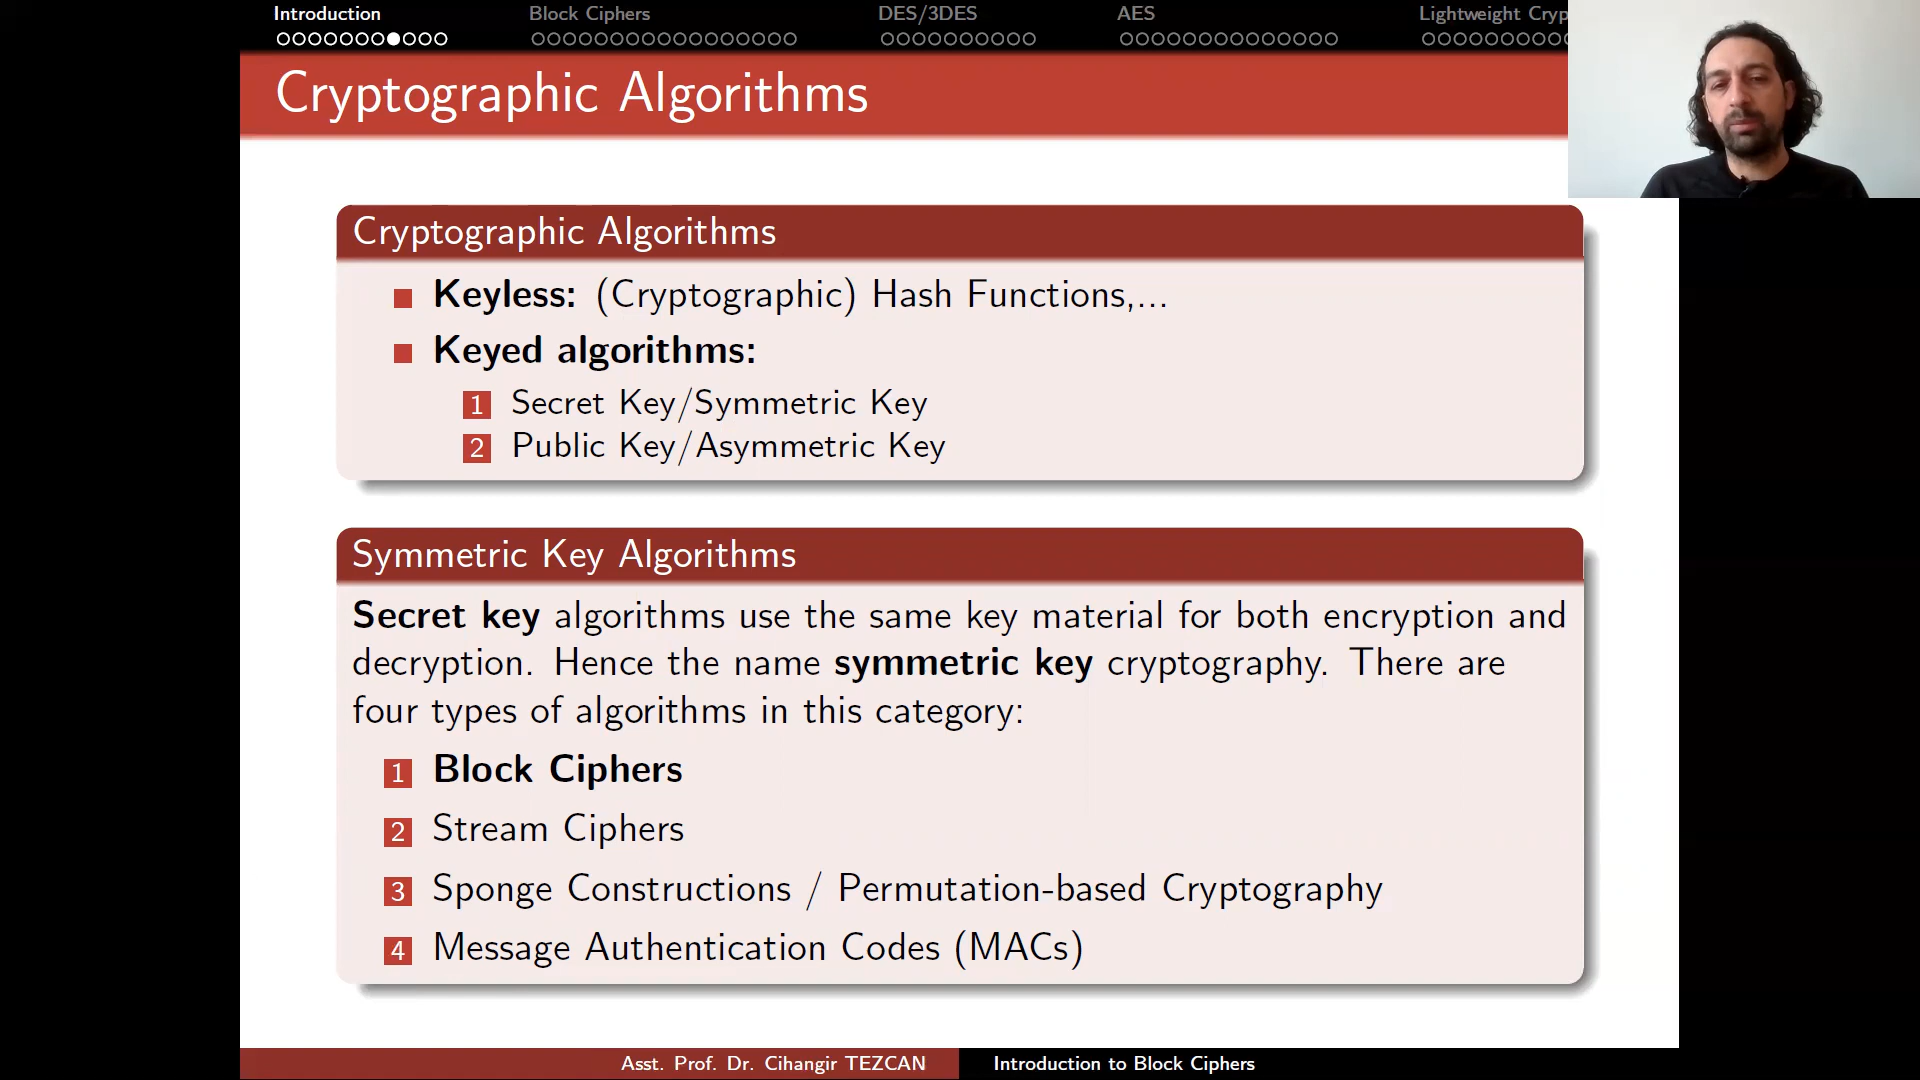 Introduction
Block Ciphers
DES/3DES
AES
Lightweight Cryp
Cryptographic Algorithms
Cryptographic Algorithms
Keyless: (Cryptographic) Hash Functions,...
Keyed algorithms:
1 Secret Key/Symmetric Key
2 Public Key/Asymmetric Key
Symmetric Key Algorithms
Secret key algorithms use the same key material for both encryption and
decryption. Hence the name symmetric key cryptography. There are
four types of algorithms in this category:
1 Block Ciphers
2 Stream Ciphers
3 Sponge Constructions / Permutation-based Cryptography
4 Message Authentication Codes (MACs)
Asst. Prof. Dr. Cihangir TEZCAN
Introduction to Block Ciphers